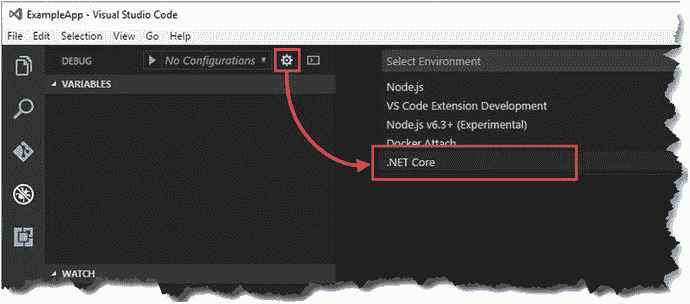 ExampleApp - Visual Studio Code
File Edit Selection View Go Help
DEBUG No Configurations
VARIABLES
WATCH
Select Environment
Node.js
VS Code Extension Development
Node.js v6.3+ (Experimental)
Docker Attach
.NET Core